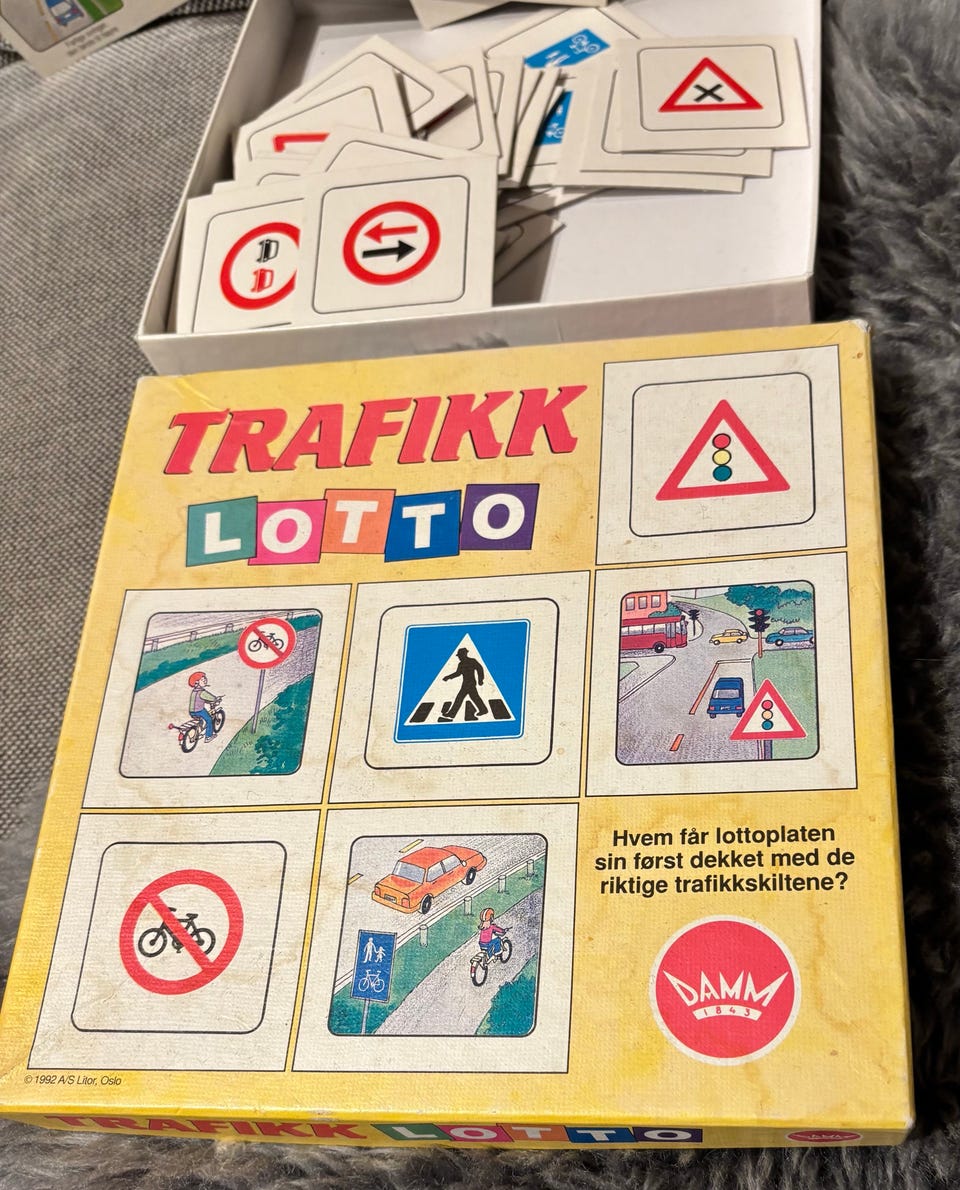 TRAFIKK
LOTTO
Hvem får lottoplaten
sin først dekket med de
riktige trafikkskiltene?
DAMM
1843
© 1992 A/S Litor, Oslo
TRAFIKK LOTTO
DAMM